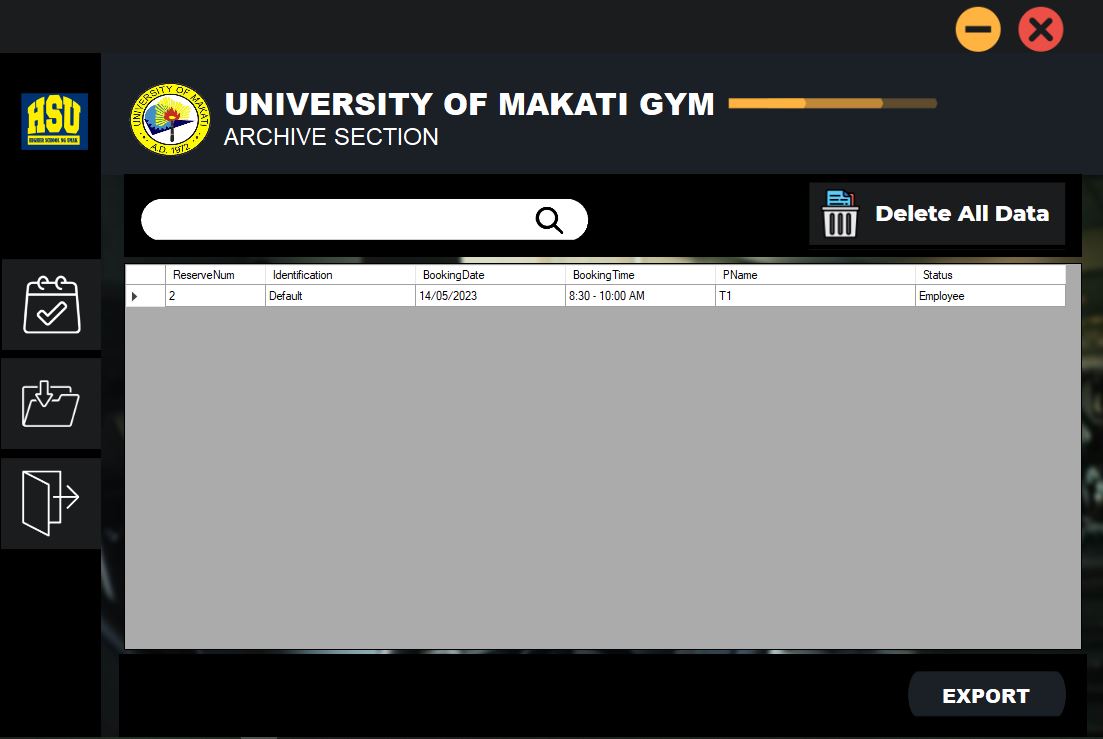 HSU
HIGHER SCHOOL NG UMAK
UNIVERSITY OF MAKATI
A.D. 1972
UNIVERSITY OF MAKATI GYM
ARCHIVE SECTION
Delete All Data
ReserveNum Identification BookingDate BookingTime PName Status
2 Default 14/05/2023 8:30 - 10:00 AM T1 Employee
EXPORT